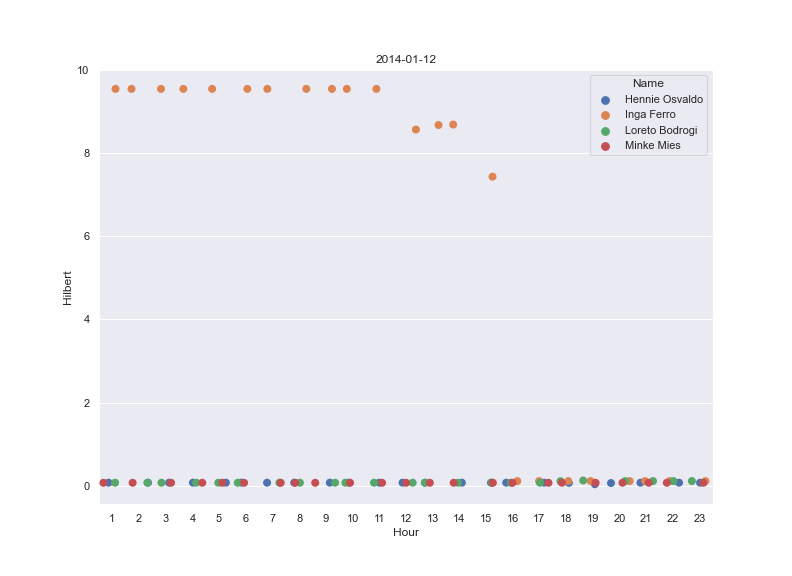 2014-01-12
10
8
6
4
2
0
Hilbert
Name
Hennie Osvaldo
Inga Ferro
Loreto Bodrogi
Minke Mies
1 2 3 4 5 6 7 8 9 10 11 12 13 14 15 16 17 18 19 20 21 22 23
Hour